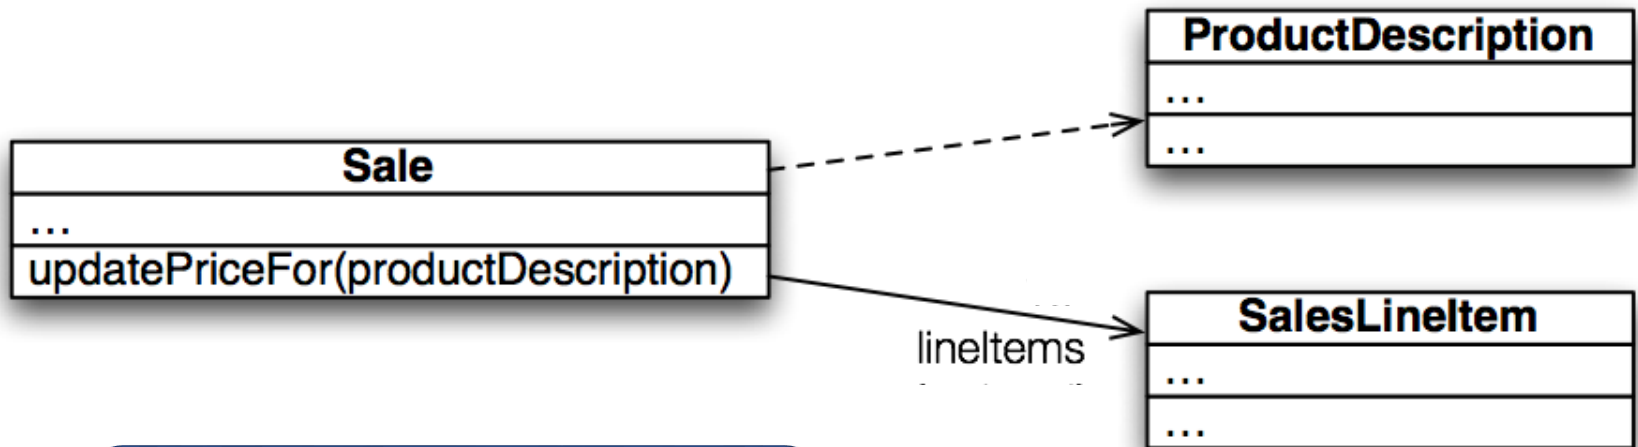 ProductDescription
...
...
Sale
...
updatePriceFor(productDescription)
lineItems
SalesLineItem
...
...